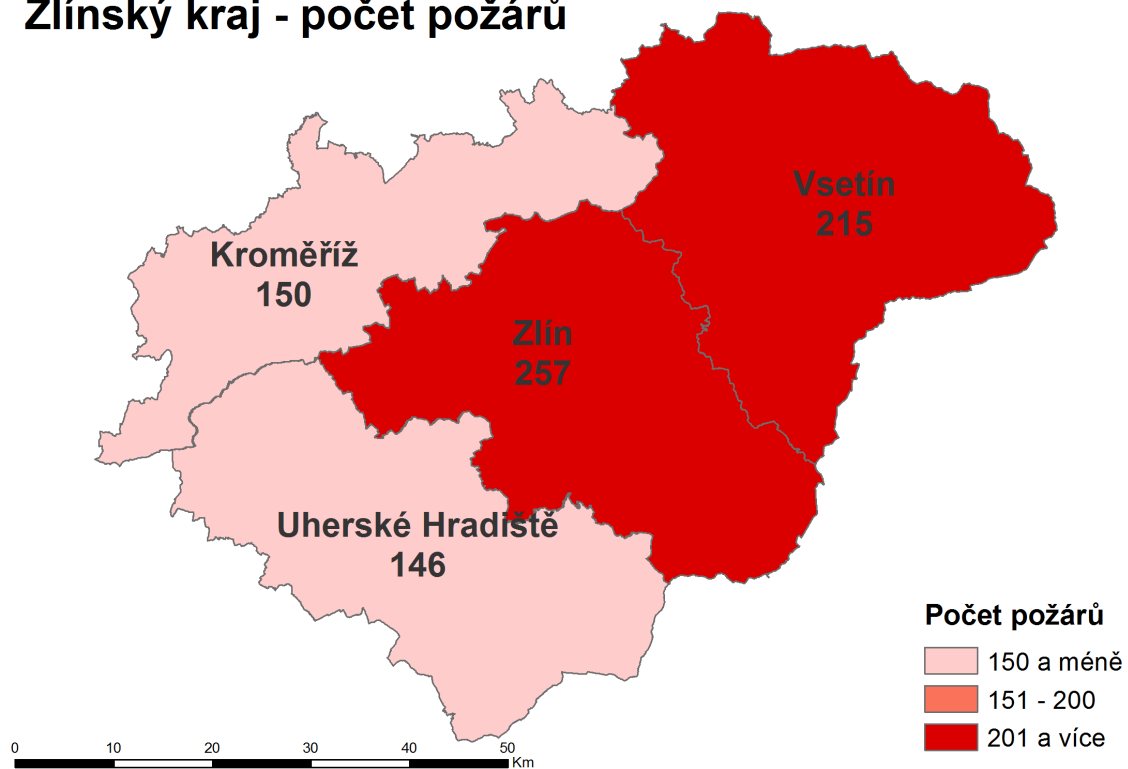 Zlínský kraj - počet požárů
Vsetín
215
Kroměříž
150
Zlín
257
Uherské Hradiště
146
Počet požárů
150 a méně
151 - 200
201 a více
0 10 20 30 40 50
Km